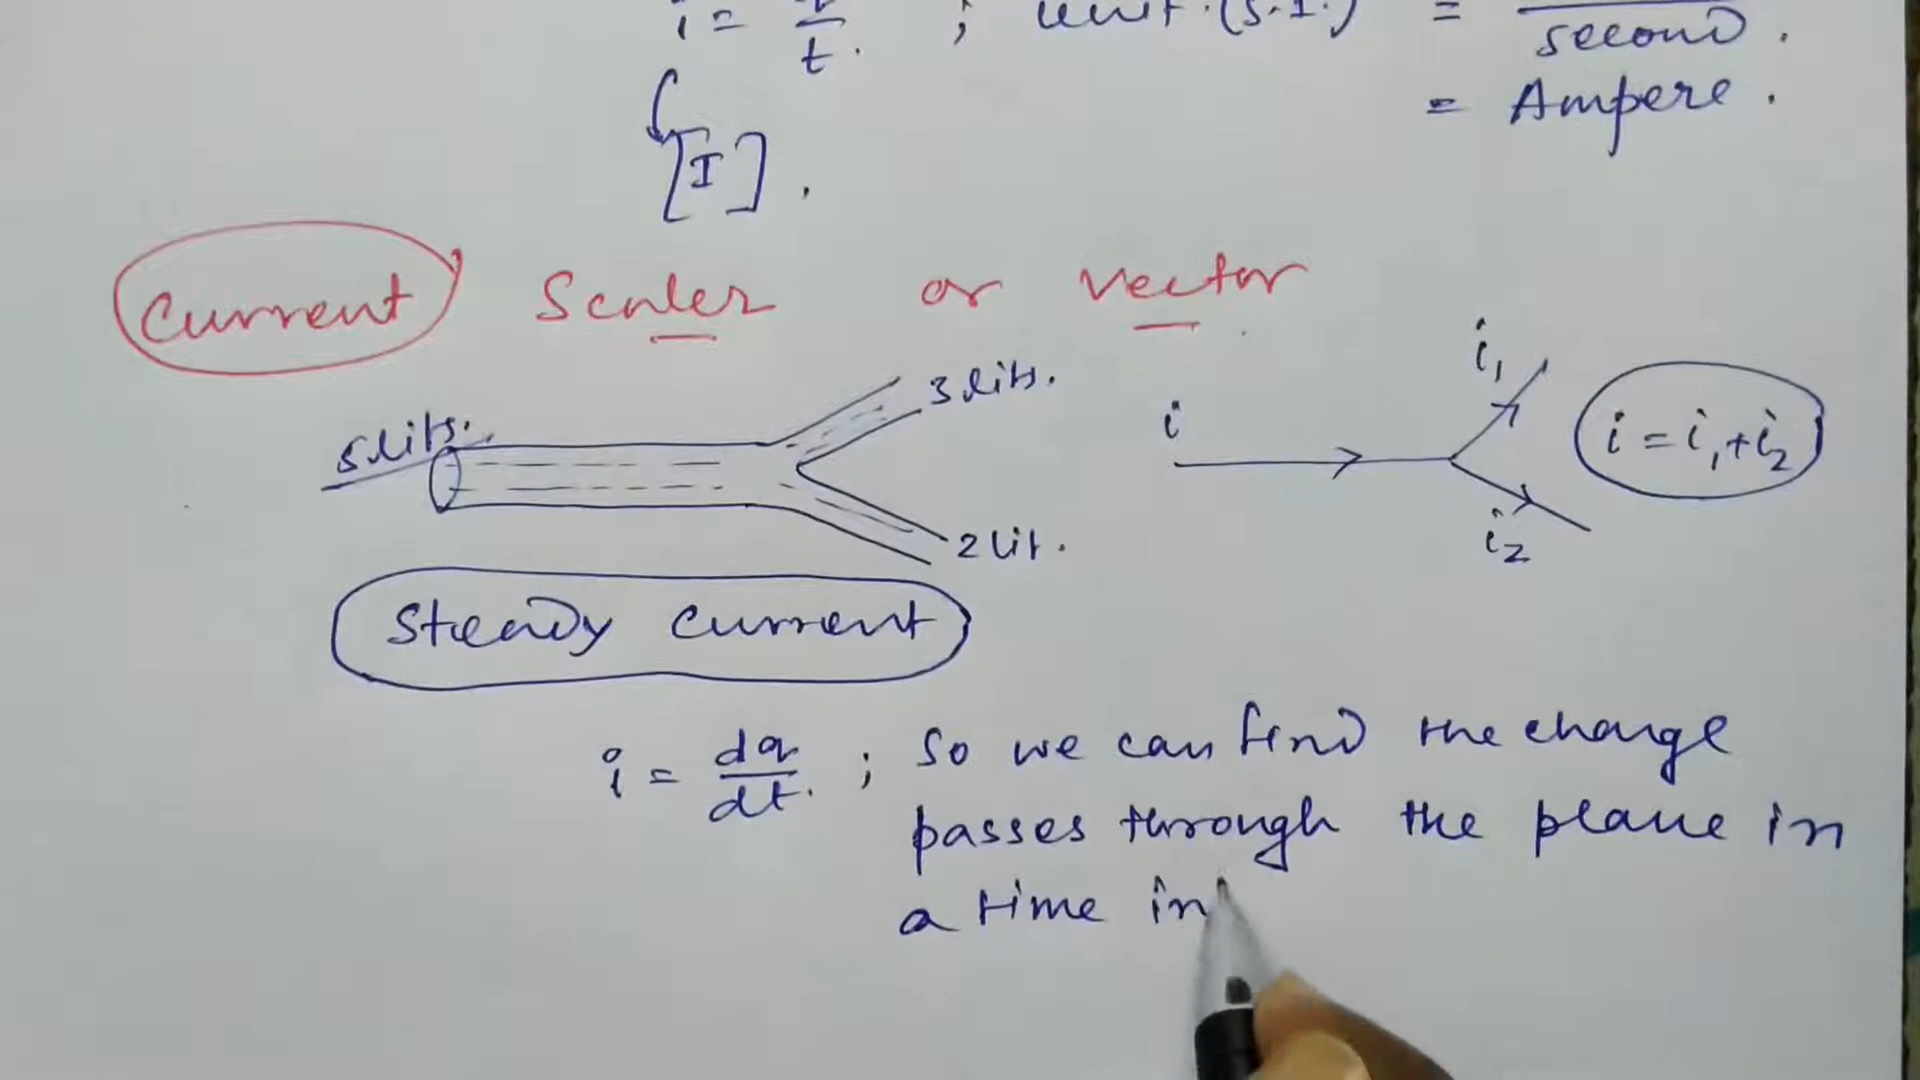 i = q/t. ; unit.(S.I.) = second.
= Ampere.
[I].
Current Scaler or vector
5 lits.
3 lits.
2 lit.
i
i₁
i₂
i = i₁+i₂
Steady Current
i = dq/dt. ; So we can find the charge
passes through the plane in
a time in